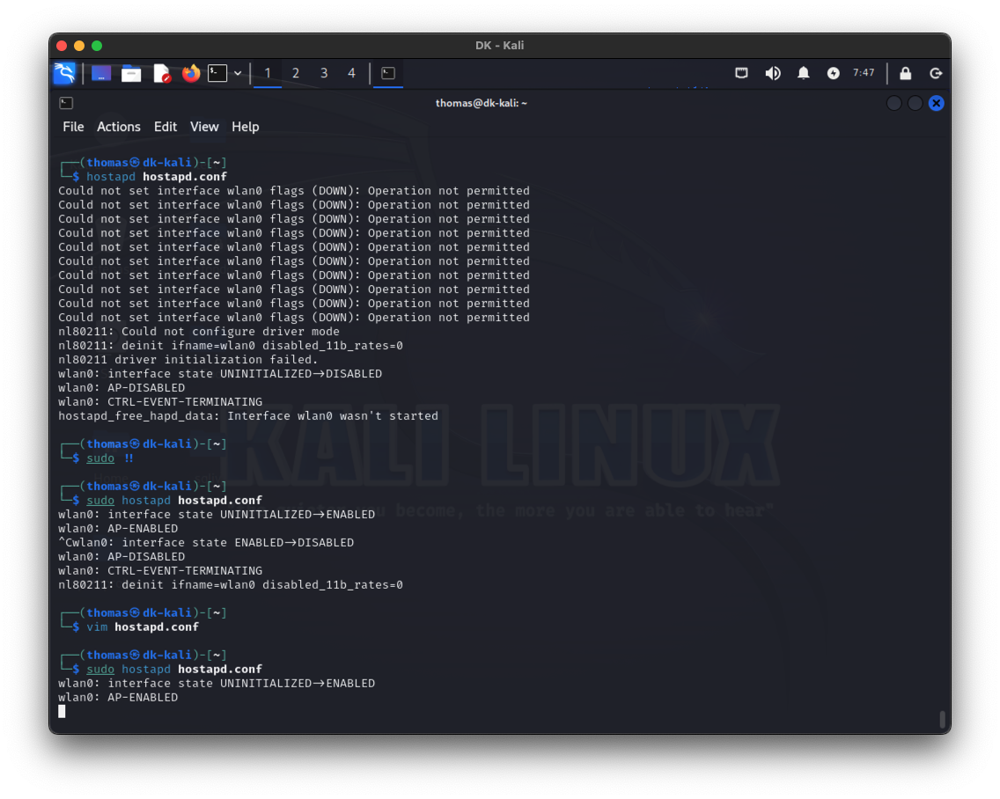 DK - Kali
1 2 3 4 7:47
thomas@dk-kali: ~
File Actions Edit View Help
┌──(thomas㉿dk-kali)-[~]
└─$ hostapd hostapd.conf
Could not set interface wlan0 flags (DOWN): Operation not permitted
Could not set interface wlan0 flags (DOWN): Operation not permitted
Could not set interface wlan0 flags (DOWN): Operation not permitted
Could not set interface wlan0 flags (DOWN): Operation not permitted
Could not set interface wlan0 flags (DOWN): Operation not permitted
Could not set interface wlan0 flags (DOWN): Operation not permitted
Could not set interface wlan0 flags (DOWN): Operation not permitted
Could not set interface wlan0 flags (DOWN): Operation not permitted
Could not set interface wlan0 flags (DOWN): Operation not permitted
Could not set interface wlan0 flags (DOWN): Operation not permitted
nl80211: Could not configure driver mode
nl80211: deinit ifname=wlan0 disabled_11b_rates=0
nl80211 driver initialization failed.
wlan0: interface state UNINITIALIZED->DISABLED
wlan0: AP-DISABLED
wlan0: CTRL-EVENT-TERMINATING
hostapd_free_hapd_data: Interface wlan0 wasn't started
KALI LINUX
┌──(thomas㉿dk-kali)-[~]
└─$ sudo !!
Home
┌──(thomas㉿dk-kali)-[~]
└─$ sudo hostapd hostapd.conf
become, the more you are able to hear"
wlan0: interface state UNINITIALIZED->ENABLED
wlan0: AP-ENABLED
^Cwlan0: interface state ENABLED->DISABLED
wlan0: AP-DISABLED
wlan0: CTRL-EVENT-TERMINATING
nl80211: deinit ifname=wlan0 disabled_11b_rates=0
┌──(thomas㉿dk-kali)-[~]
└─$ vim hostapd.conf
┌──(thomas㉿dk-kali)-[~]
└─$ sudo hostapd hostapd.conf
wlan0: interface state UNINITIALIZED->ENABLED
wlan0: AP-ENABLED